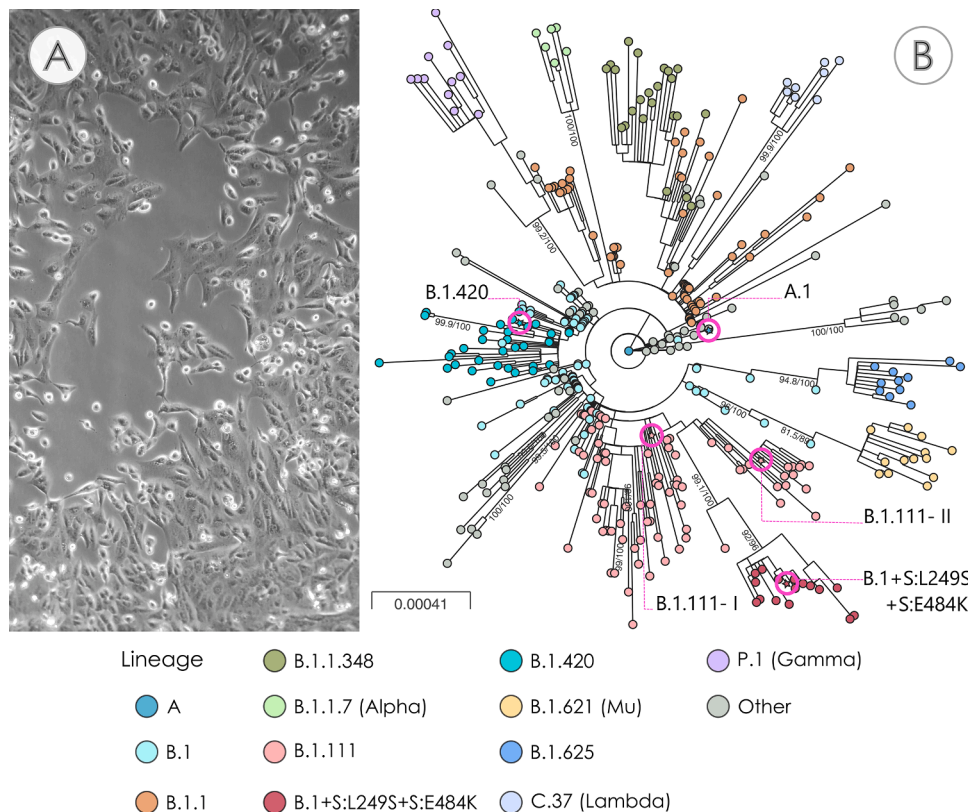 A
B
100/100
99.9/100
99.2/100
B.1.420
A.1
99.9/100
100/100
94.8/100
96/100
81.5/88
100/100
99.1/100
99/100
92/96
B.1.111- II
B.1+S:L249S
+S:E484K
B.1.111- I
0.00041
Lineage
A
B.1
B.1.1
B.1.1.348
B.1.1.7 (Alpha)
B.1.111
B.1+S:L249S+S:E484K
B.1.420
B.1.621 (Mu)
B.1.625
C.37 (Lambda)
P.1 (Gamma)
Other